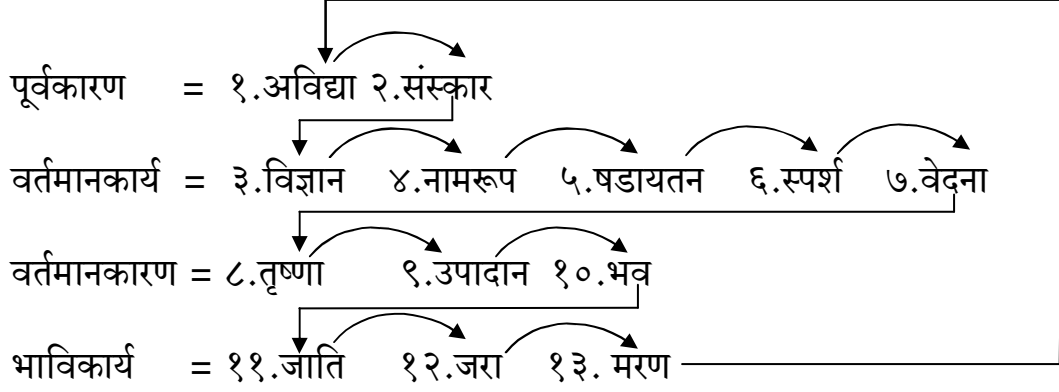 पूर्वकारण = १.अविद्या २.संस्कार
वर्तमानकार्य = ३.विज्ञान ४.नामरूप ५.षडायतन ६.स्पर्श ७.वेदना
वर्तमानकारण = ८.तृष्णा ९.उपादान १०.भव
भाविकार्य = ११.जाति १२.जरा १३. मरण